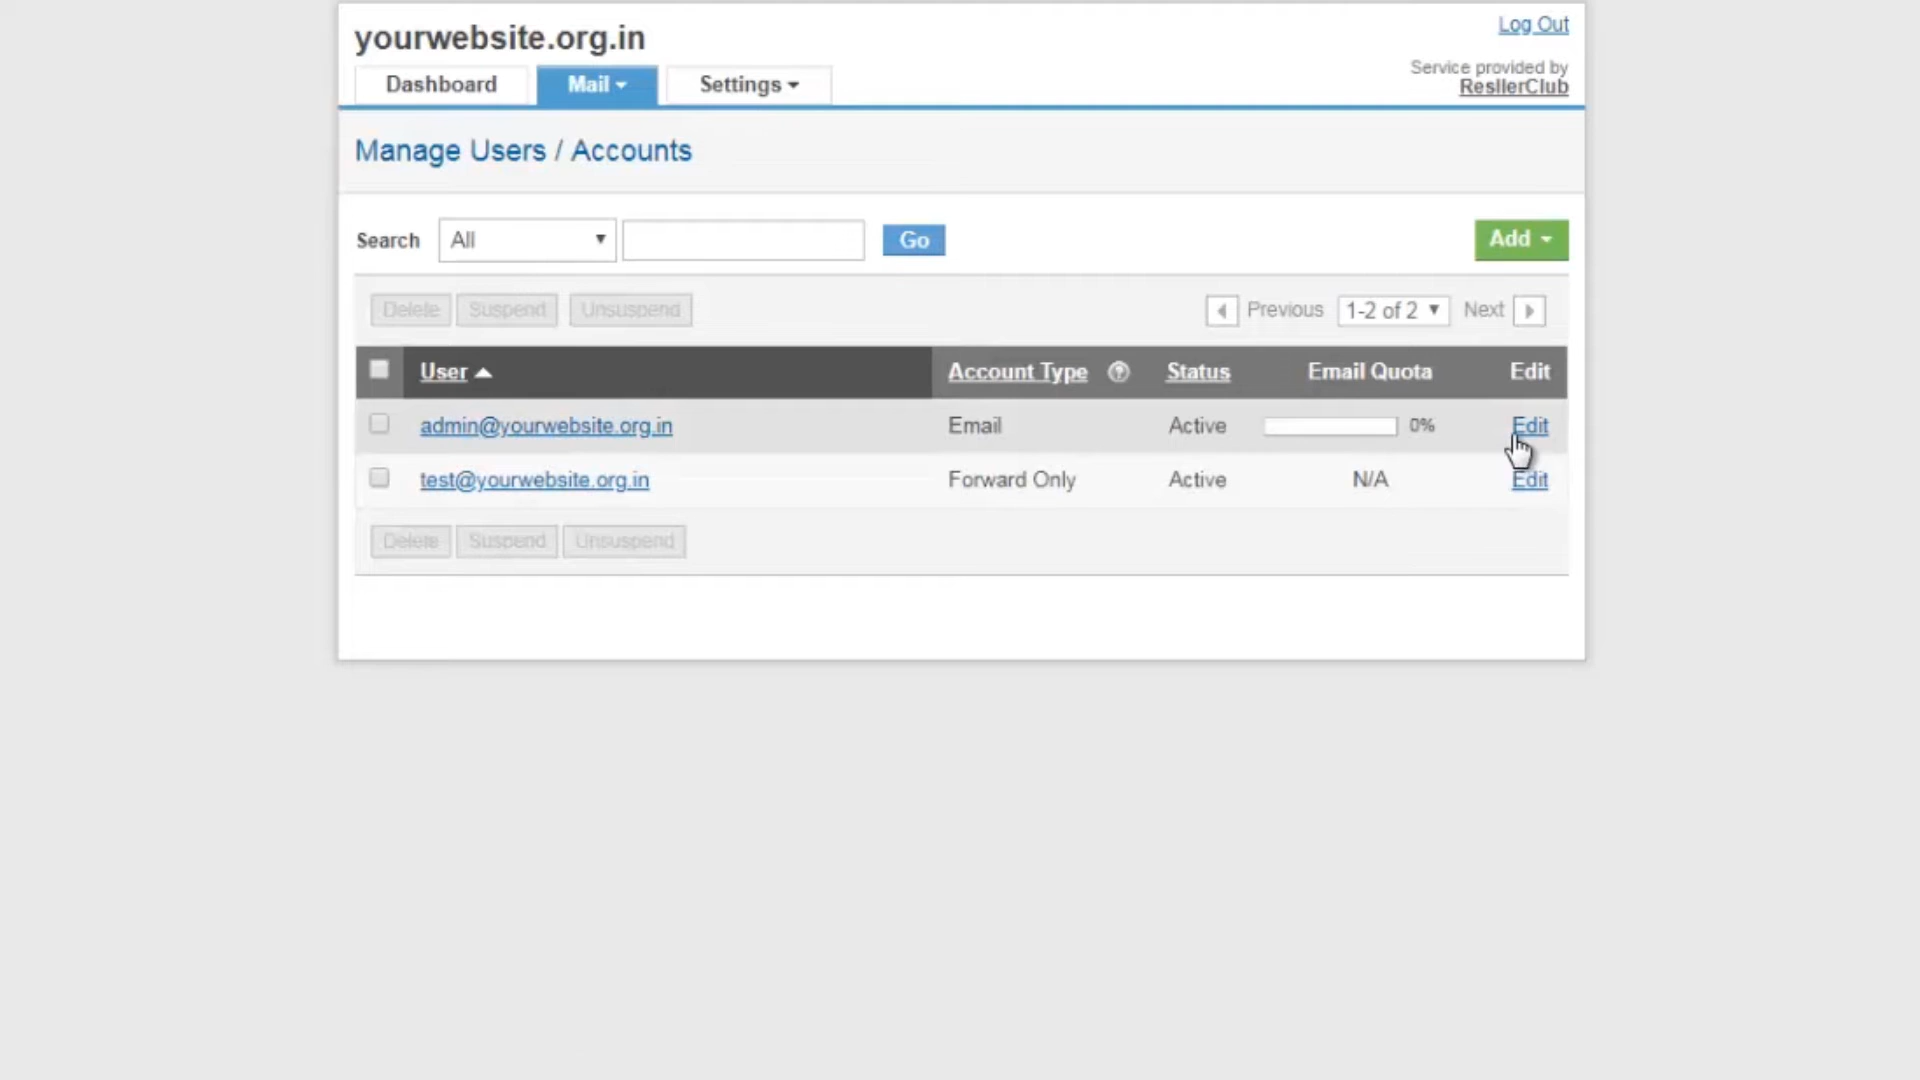 yourwebsite.org.in
Log Out
Service provided by
ResllerClub
Dashboard Mail Settings
Manage Users / Accounts
Search All Go Add
Delete Suspend Unsuspend Previous 1-2 of 2 Next
User Account Type ? Status Email Quota Edit
admin@yourwebsite.org.in Email Active 0% Edit
test@yourwebsite.org.in Forward Only Active N/A Edit
Delete Suspend Unsuspend